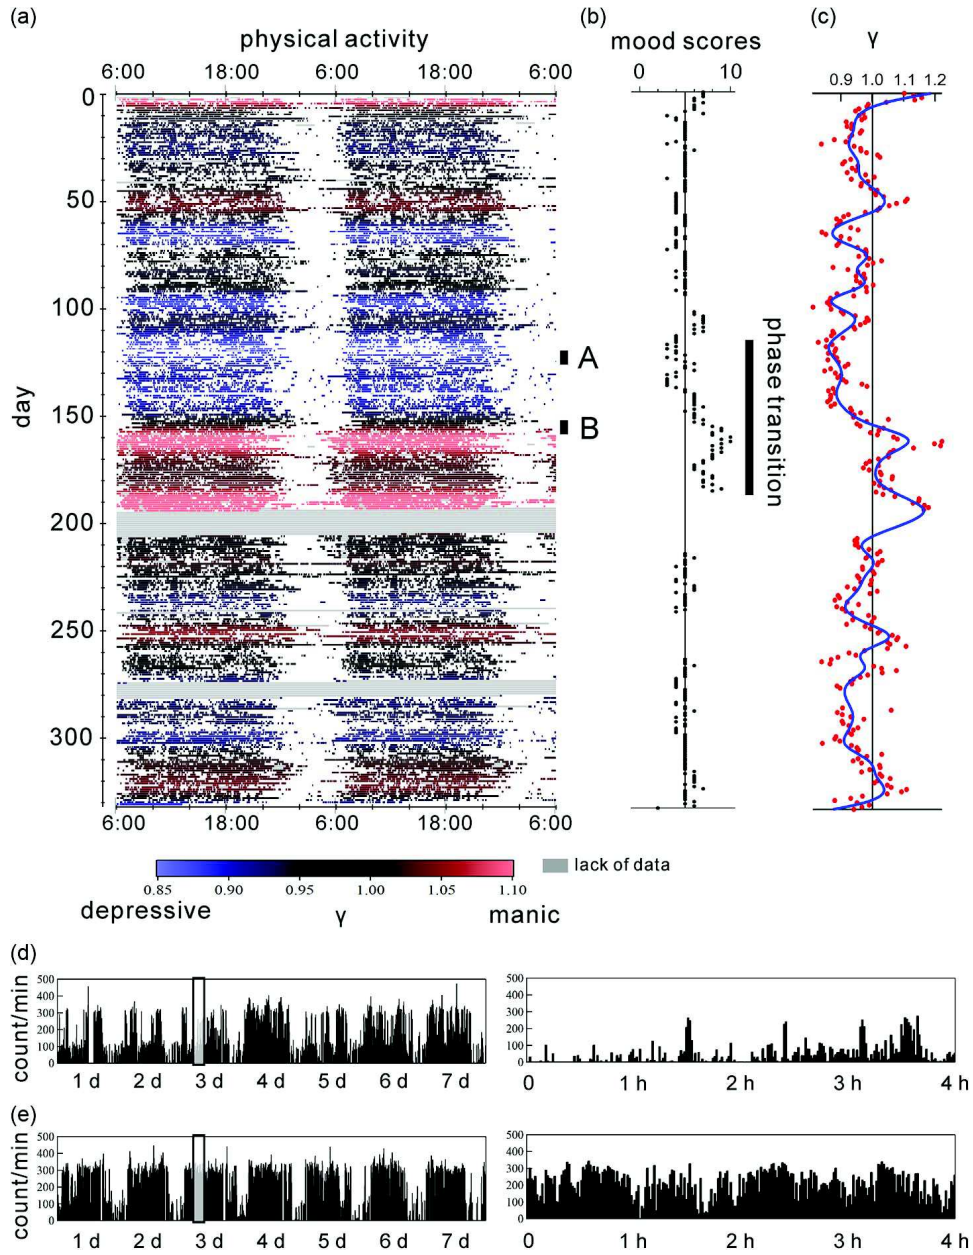 (a)
physical activity
6:00 18:00 6:00 18:00 6:00
0
50
100
150
200
250
300
day
6:00 18:00 6:00 18:00 6:00
A
B
(b)
mood scores
0 10
phase transition
(c)
γ
0.9 1.0 1.1 1.2
0.85 0.90 0.95 1.00 1.05 1.10
depressive γ manic
lack of data
(d)
count/min
500
400
300
200
100
0
1 d 2 d 3 d 4 d 5 d 6 d 7 d
500
400
300
200
100
0
0 1 h 2 h 3 h 4 h
(e)
count/min
500
400
300
200
100
0
1 d 2 d 3 d 4 d 5 d 6 d 7 d
500
400
300
200
100
0
0 1 h 2 h 3 h 4 h